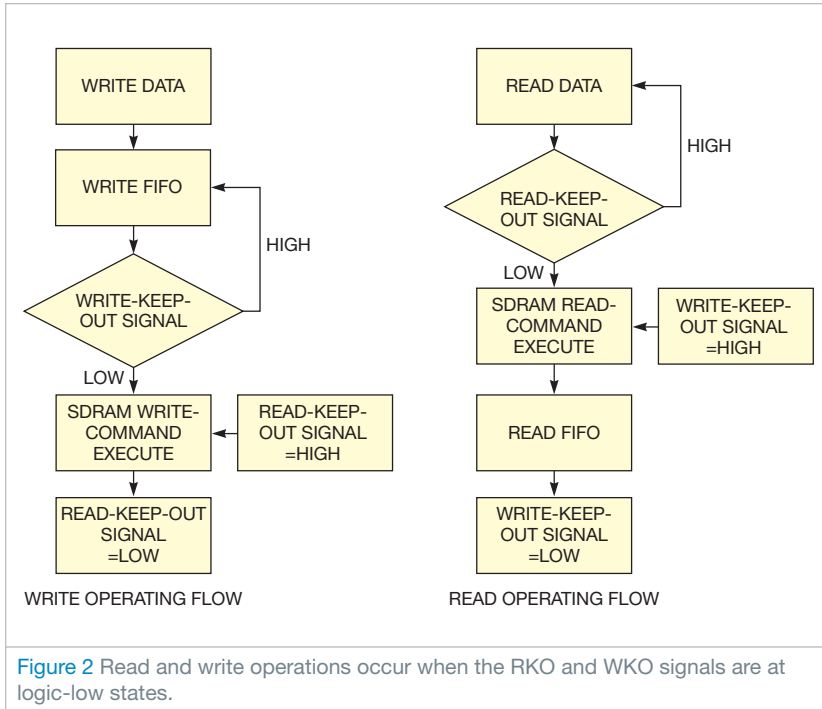 WRITE DATA
WRITE FIFO
HIGH
WRITE-KEEP-
OUT SIGNAL
LOW
SDRAM WRITE-
COMMAND
EXECUTE
READ-KEEP-
OUT SIGNAL
=HIGH
READ-KEEP-OUT
SIGNAL
=LOW
WRITE OPERATING FLOW
READ DATA
HIGH
READ-KEEP-
OUT SIGNAL
LOW
SDRAM READ-
COMMAND
EXECUTE
WRITE-KEEP-
OUT SIGNAL
=HIGH
READ FIFO
WRITE-KEEP-
OUT SIGNAL
=LOW
READ OPERATING FLOW
Figure 2 Read and write operations occur when the RKO and WKO signals are at
logic-low states.